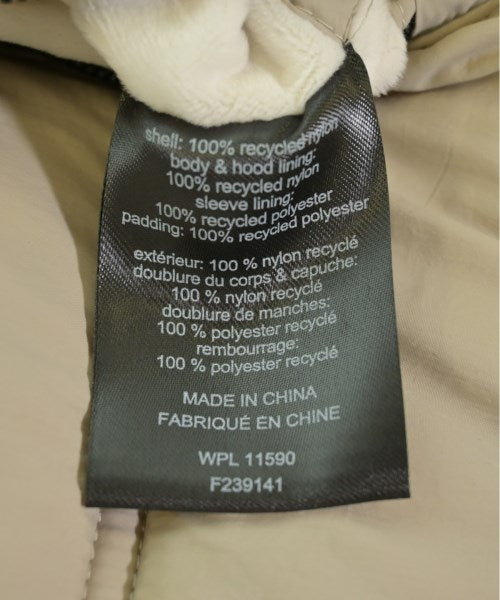 shell: 100% recycled nylon
body & hood lining:
100% recycled nylon
sleeve lining:
100% recycled polyester
padding: 100% recycled polyester
extérieur: 100 % nylon recyclé
doublure du corps & capuche:
100 % nylon recyclé
doublure de manches:
100 % polyester recyclé
rembourrage:
100 % polyester recyclé
MADE IN CHINA
FABRIQUÉ EN CHINE
WPL 11590
F239141